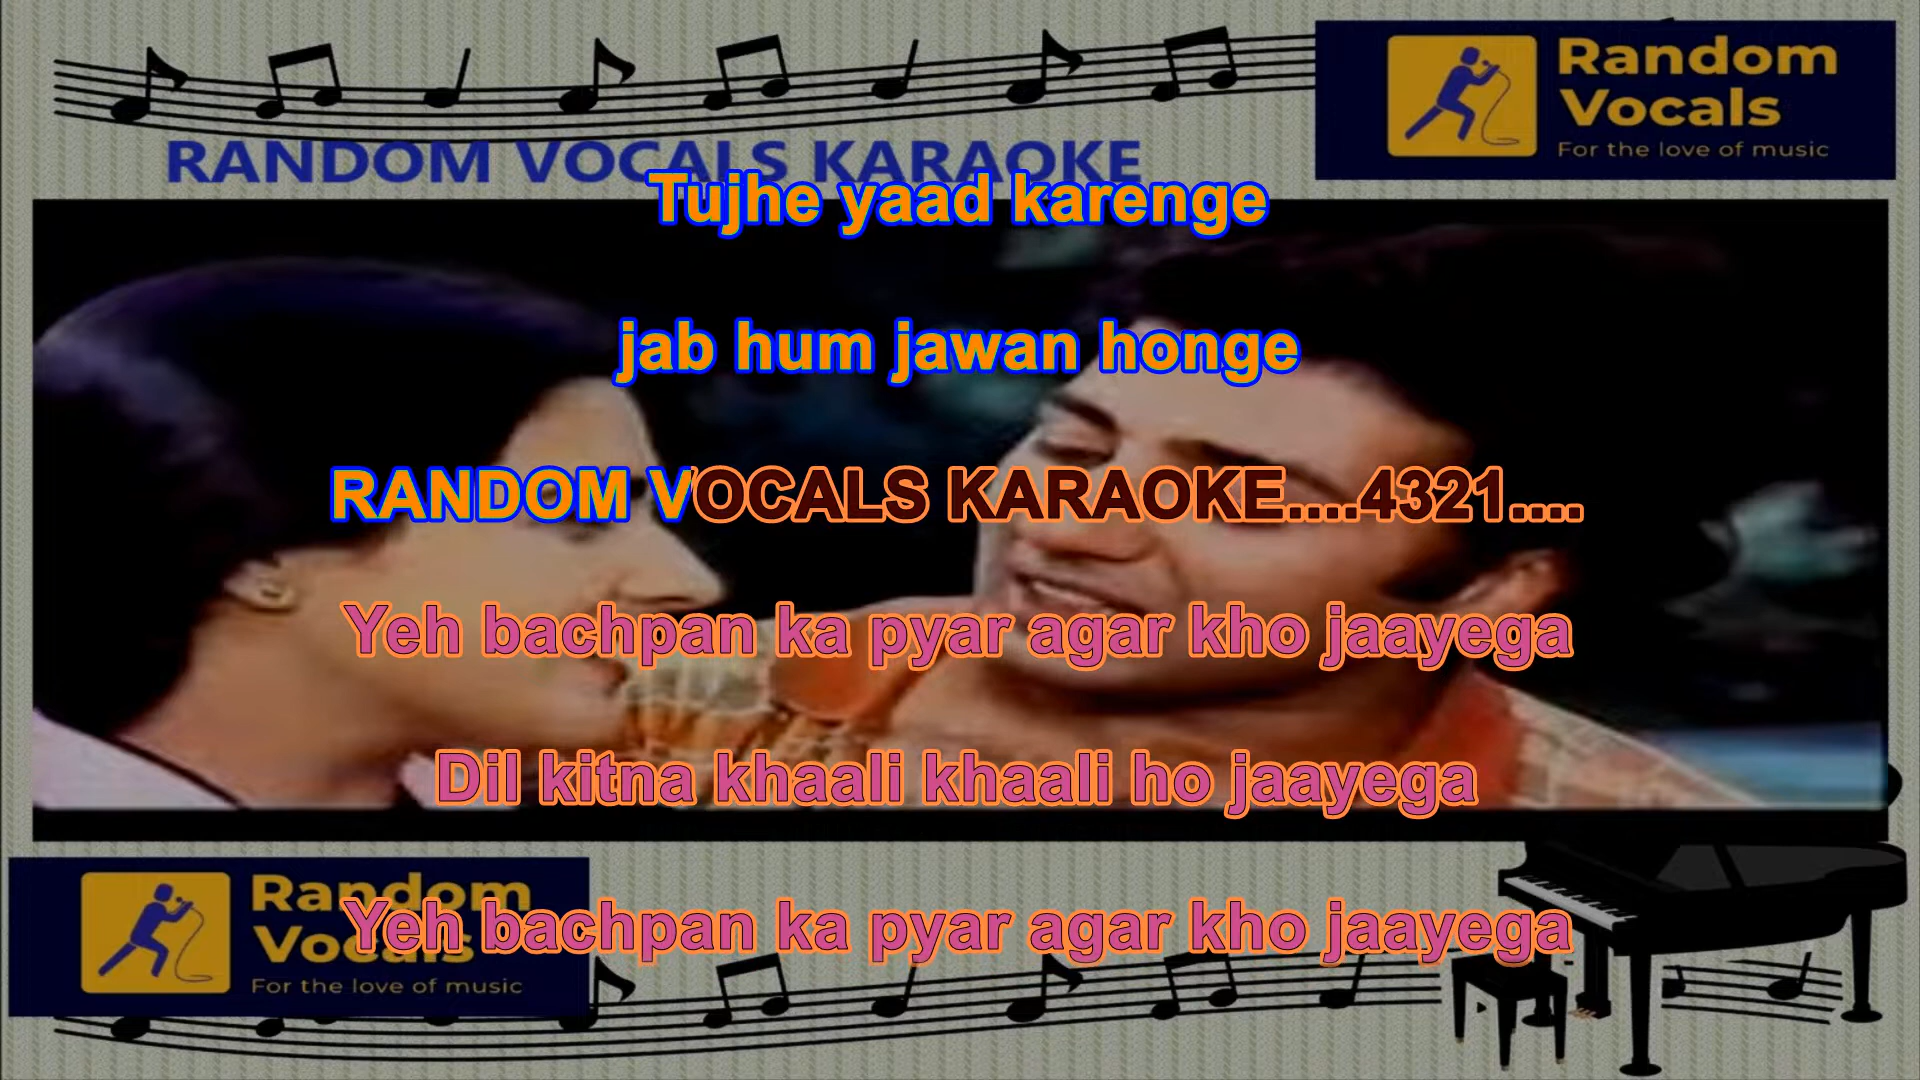 Random
Vocals
For the love of music
RANDOM VOCALS KARAOKE
Tujhe yaad karenge
jab hum jawan honge
RANDOM VOCALS KARAOKE....4321....
Yeh bachpan ka pyar agar kho jaayega
Dil kitna khaali khaali ho jaayega
Random
Vocals
For the love of music
Yeh bachpan ka pyar agar kho jaayega